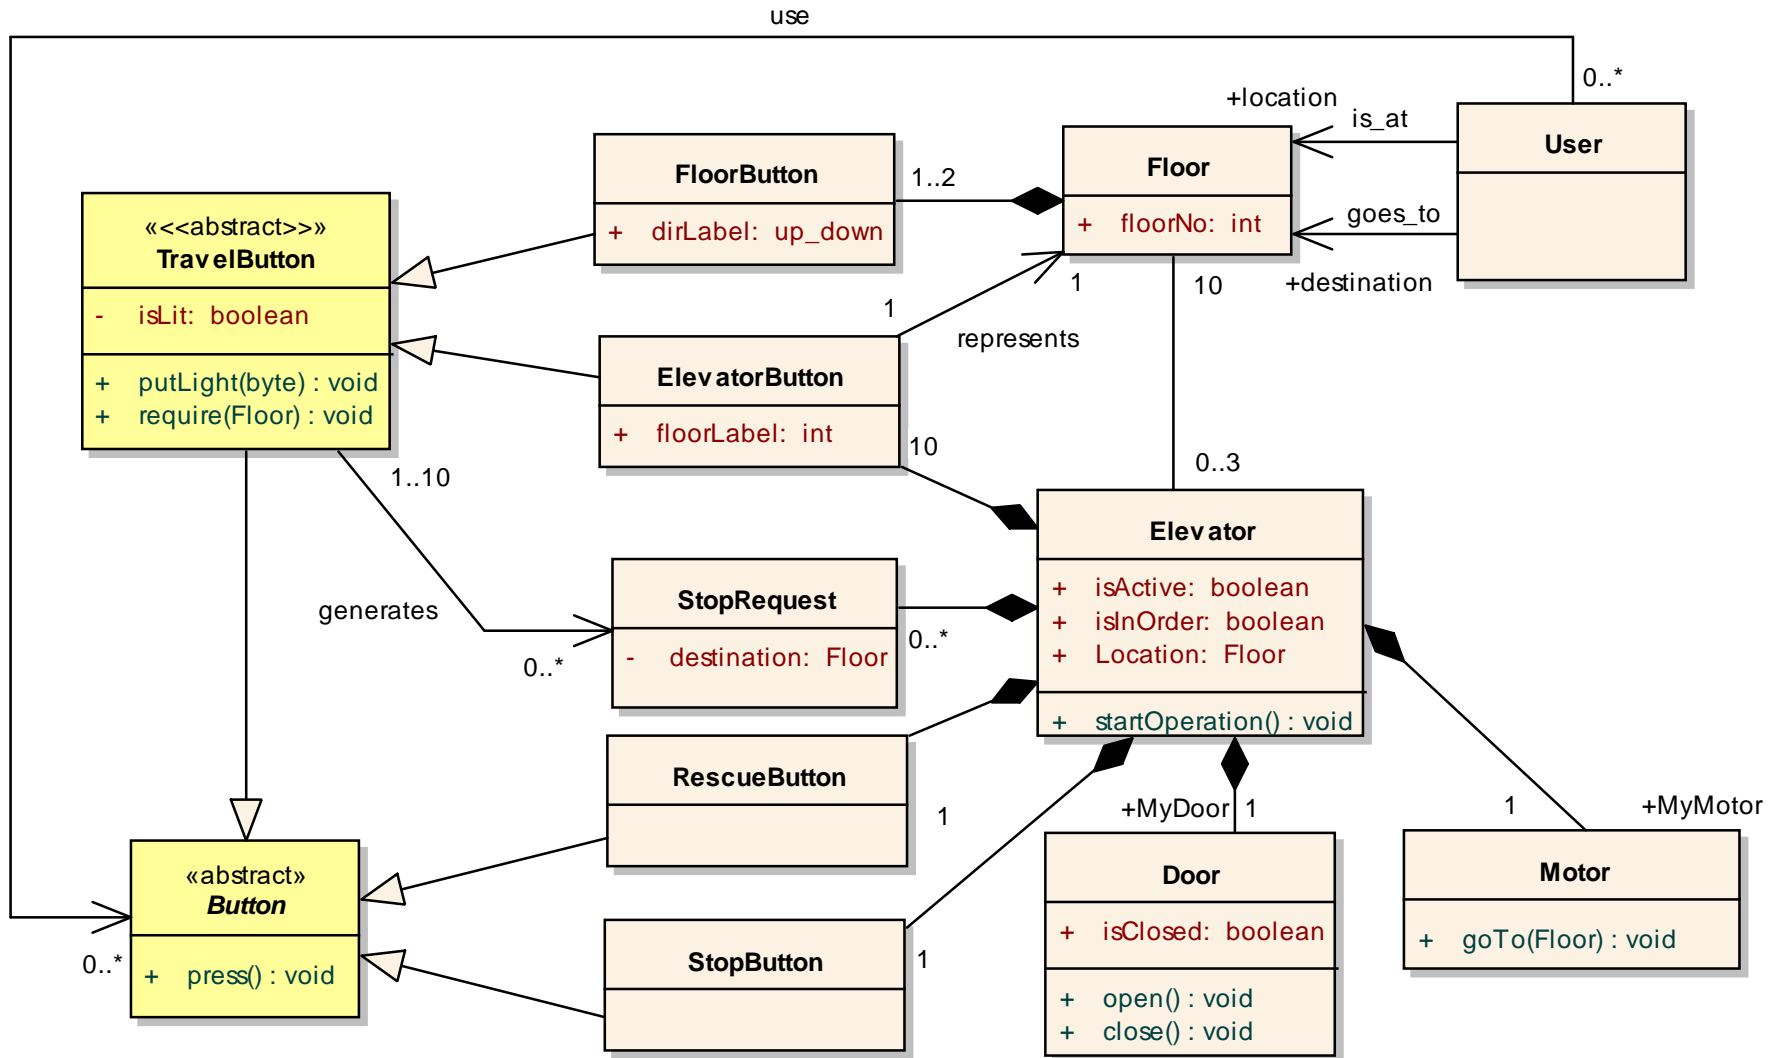 use
0..*
+location
is_at
User
goes_to
+destination
Floor
+ floorNo: int
1..2
FloorButton
+ dirLabel: up_down
«<<abstract>>»
TravelButton
- isLit: boolean
+ putLight(byte) : void
+ require(Floor) : void
1
1
represents
10
ElevatorButton
+ floorLabel: int
10
0..3
1..10
generates
0..*
StopRequest
- destination: Floor
0..*
Elevator
+ isActive: boolean
+ isInOrder: boolean
+ Location: Floor
+ startOperation() : void
RescueButton
1
+MyDoor
1
1
+MyMotor
«abstract»
Button
+ press() : void
0..*
StopButton
1
Door
+ isClosed: boolean
+ open() : void
+ close() : void
Motor
+ goTo(Floor) : void